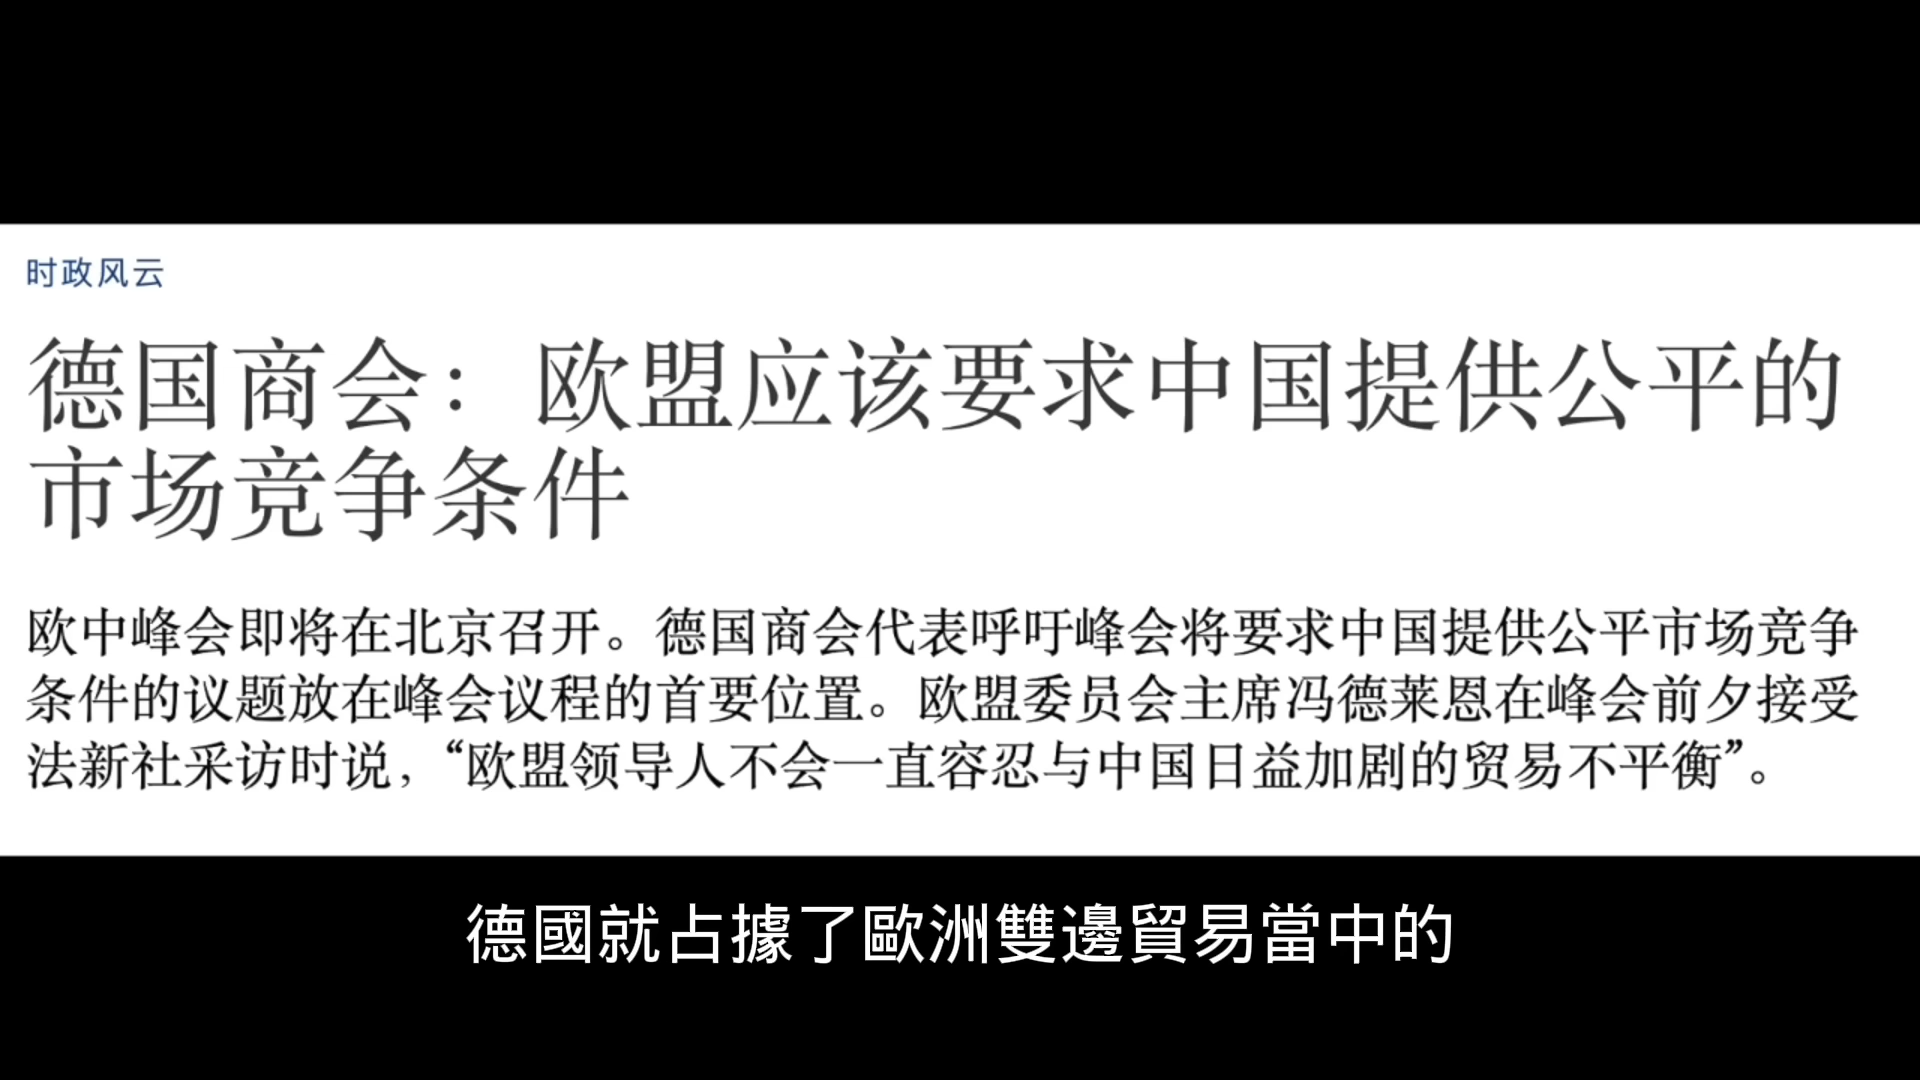 时政风云
德国商会：欧盟应该要求中国提供公平的
市场竞争条件
欧中峰会即将在北京召开。德国商会代表呼吁峰会将要求中国提供公平市场竞争
条件的议题放在峰会议程的首要位置。欧盟委员会主席冯德莱恩在峰会前夕接受
法新社采访时说，“欧盟领导人不会一直容忍与中国日益加剧的贸易不平衡”。
德國就占據了歐洲雙邊貿易當中的